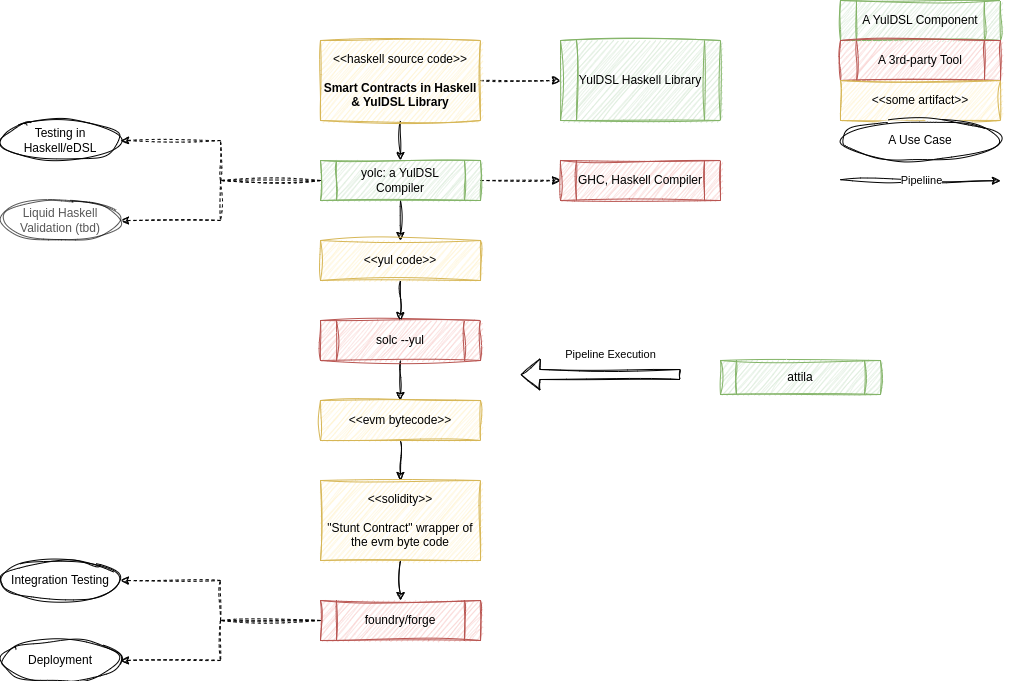 A YulDSL Component
<<haskell source code>>
A 3rd-party Tool
Smart Contracts in Haskell
& YulDSL Library
YulDSL Haskell Library
<<some artifact>>
Testing in
Haskell/eDSL
A Use Case
yolc: a YulDSL
Compiler
GHC, Haskell Compiler
Pipeliine
Liquid Haskell
Validation (tbd)
<<yul code>>
solc --yul
Pipeline Execution
attila
<<evm bytecode>>
<<solidity>>
"Stunt Contract" wrapper of
the evm byte code
Integration Testing
foundry/forge
Deployment